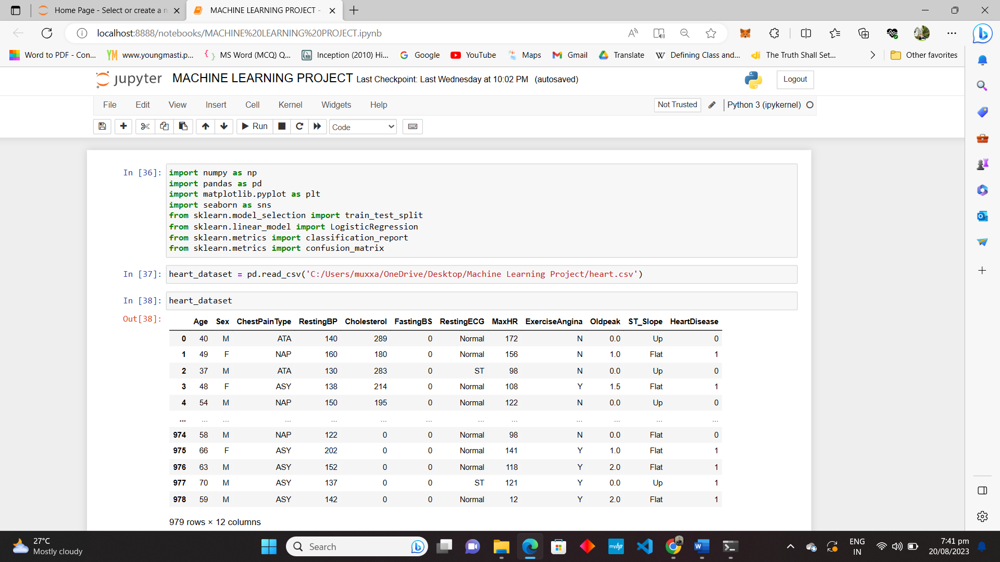 Home Page - Select or create a n
MACHINE LEARNING PROJECT -
localhost:8888/notebooks/MACHINE%20LEARNING%20PROJECT.ipynb
Word to PDF - Con...
www.youngmasti.p...
MS Word (MCQ) Q...
Inception (2010) Hi...
Google
YouTube
Maps
Gmail
Translate
Defining Class and...
The Truth Shall Set...
Other favorites
jupyter MACHINE LEARNING PROJECT Last Checkpoint: Last Wednesday at 10:02 PM (autosaved)
Logout
File Edit View Insert Cell Kernel Widgets Help
Not Trusted
Python 3 (ipykernel)
Run
Code
In [36]: import numpy as np
import pandas as pd
import matplotlib.pyplot as plt
import seaborn as sns
from sklearn.model_selection import train_test_split
from sklearn.linear_model import LogisticRegression
from sklearn.metrics import classification_report
from sklearn.metrics import confusion_matrix
In [37]: heart_dataset = pd.read_csv('C:/Users/muxxa/OneDrive/Desktop/Machine Learning Project/heart.csv')
In [38]: heart_dataset
Out[38]:
Age Sex ChestPainType RestingBP Cholesterol FastingBS RestingECG MaxHR ExerciseAngina Oldpeak ST_Slope HeartDisease
0 40 M ATA 140 289 0 Normal 172 N 0.0 Up 0
1 49 F NAP 160 180 0 Normal 156 N 1.0 Flat 1
2 37 M ATA 130 283 0 ST 98 N 0.0 Up 0
3 48 F ASY 138 214 0 Normal 108 Y 1.5 Flat 1
4 54 M NAP 150 195 0 Normal 122 N 0.0 Up 0
... ... ... ... ... ... ... ... ... ... ... ... ...
974 58 M NAP 122 0 0 Normal 98 N 0.0 Flat 0
975 66 F ASY 202 0 0 Normal 141 Y 1.0 Flat 1
976 63 M ASY 152 0 0 Normal 118 Y 2.0 Flat 1
977 70 M ASY 137 0 0 ST 121 Y 0.0 Up 1
978 59 M ASY 142 0 0 Normal 12 Y 2.0 Flat 1
979 rows × 12 columns
27°C
Mostly cloudy
Search
myhp
ENG
IN
7:41 pm
20/08/2023